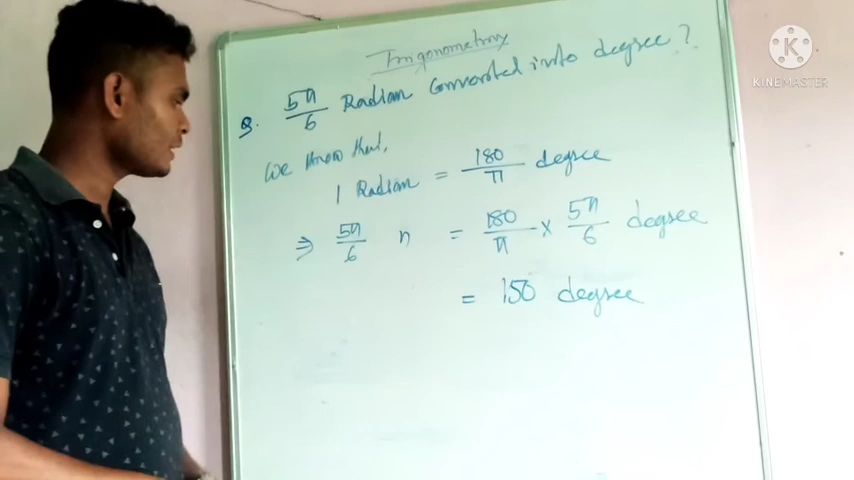 Trigonometry
Q. 5π/6 Radian Converted into degree ?
We know that,
1 Radian = 180/π degree
⇒ 5π/6 n = 180/π × 5π/6 degree
= 150 degree
K
KINEMASTER